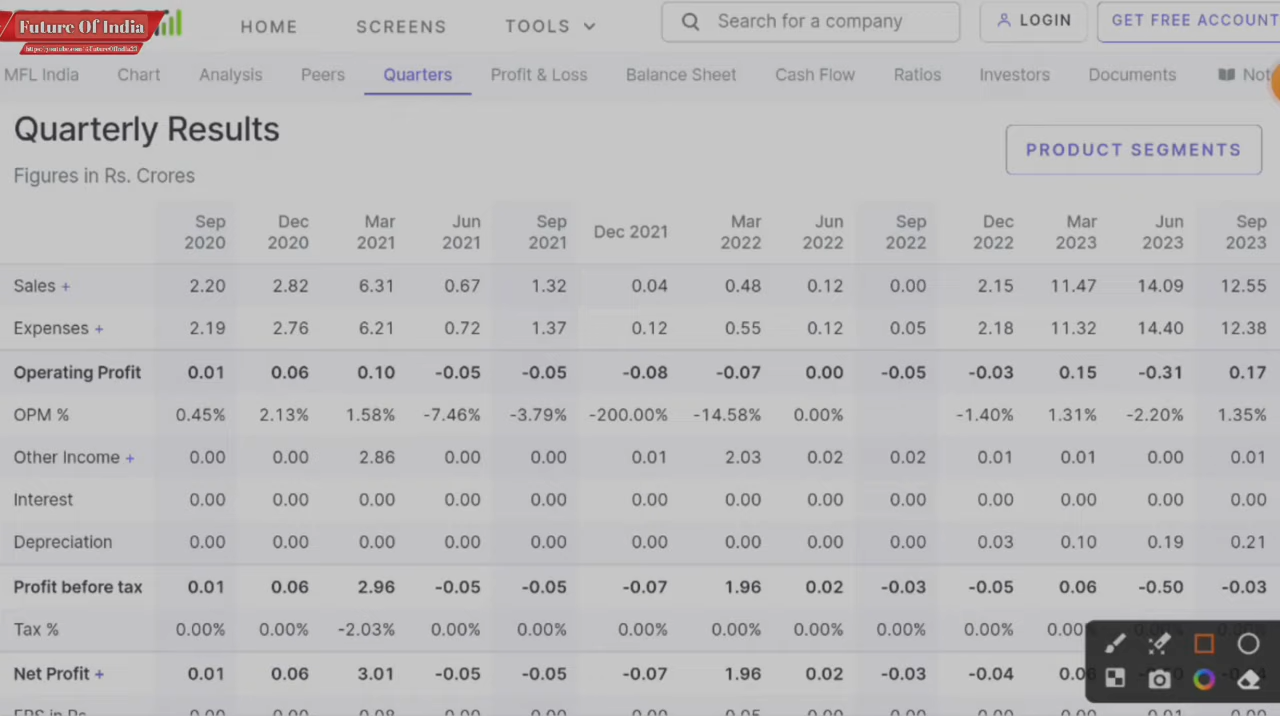 Future Of India
HOME SCREENS TOOLS Search for a company LOGIN GET FREE ACCOUNT
MFL India Chart Analysis Peers Quarters Profit & Loss Balance Sheet Cash Flow Ratios Investors Documents Not
Quarterly Results
Figures in Rs. Crores
PRODUCT SEGMENTS
Sep 2020 Dec 2020 Mar 2021 Jun 2021 Sep 2021 Dec 2021 Mar 2022 Jun 2022 Sep 2022 Dec 2022 Mar 2023 Jun 2023 Sep 2023
Sales + 2.20 2.82 6.31 0.67 1.32 0.04 0.48 0.12 0.00 2.15 11.47 14.09 12.55
Expenses + 2.19 2.76 6.21 0.72 1.37 0.12 0.55 0.12 0.05 2.18 11.32 14.40 12.38
Operating Profit 0.01 0.06 0.10 -0.05 -0.05 -0.08 -0.07 0.00 -0.05 -0.03 0.15 -0.31 0.17
OPM % 0.45% 2.13% 1.58% -7.46% -3.79% -200.00% -14.58% 0.00% -1.40% 1.31% -2.20% 1.35%
Other Income + 0.00 0.00 2.86 0.00 0.00 0.01 2.03 0.02 0.02 0.01 0.01 0.00 0.01
Interest 0.00 0.00 0.00 0.00 0.00 0.00 0.00 0.00 0.00 0.00 0.00 0.00 0.00
Depreciation 0.00 0.00 0.00 0.00 0.00 0.00 0.00 0.00 0.00 0.03 0.10 0.19 0.21
Profit before tax 0.01 0.06 2.96 -0.05 -0.05 -0.07 1.96 0.02 -0.03 -0.05 0.06 -0.50 -0.03
Tax % 0.00% 0.00% -2.03% 0.00% 0.00% 0.00% 0.00% 0.00% 0.00% 0.00% 0.00
Net Profit + 0.01 0.06 3.01 -0.05 -0.05 -0.07 1.96 0.02 -0.03 -0.04